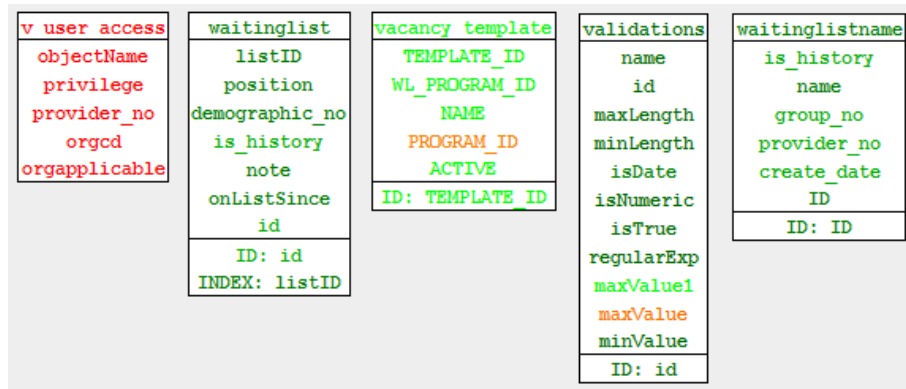 v user access
objectName
privilege
provider_no
orgcd
orgapplicable
waitinglist
listID
position
demographic_no
is_history
note
onListSince
id
ID: id
INDEX: listID
vacancy template
TEMPLATE_ID
WL_PROGRAM_ID
NAME
PROGRAM_ID
ACTIVE
ID: TEMPLATE_ID
validations
name
id
maxLength
minLength
isDate
isNumeric
isTrue
regularExp
maxValue1
maxValue
minValue
ID: id
waitinglistname
is_history
name
group_no
provider_no
create_date
ID
ID: ID